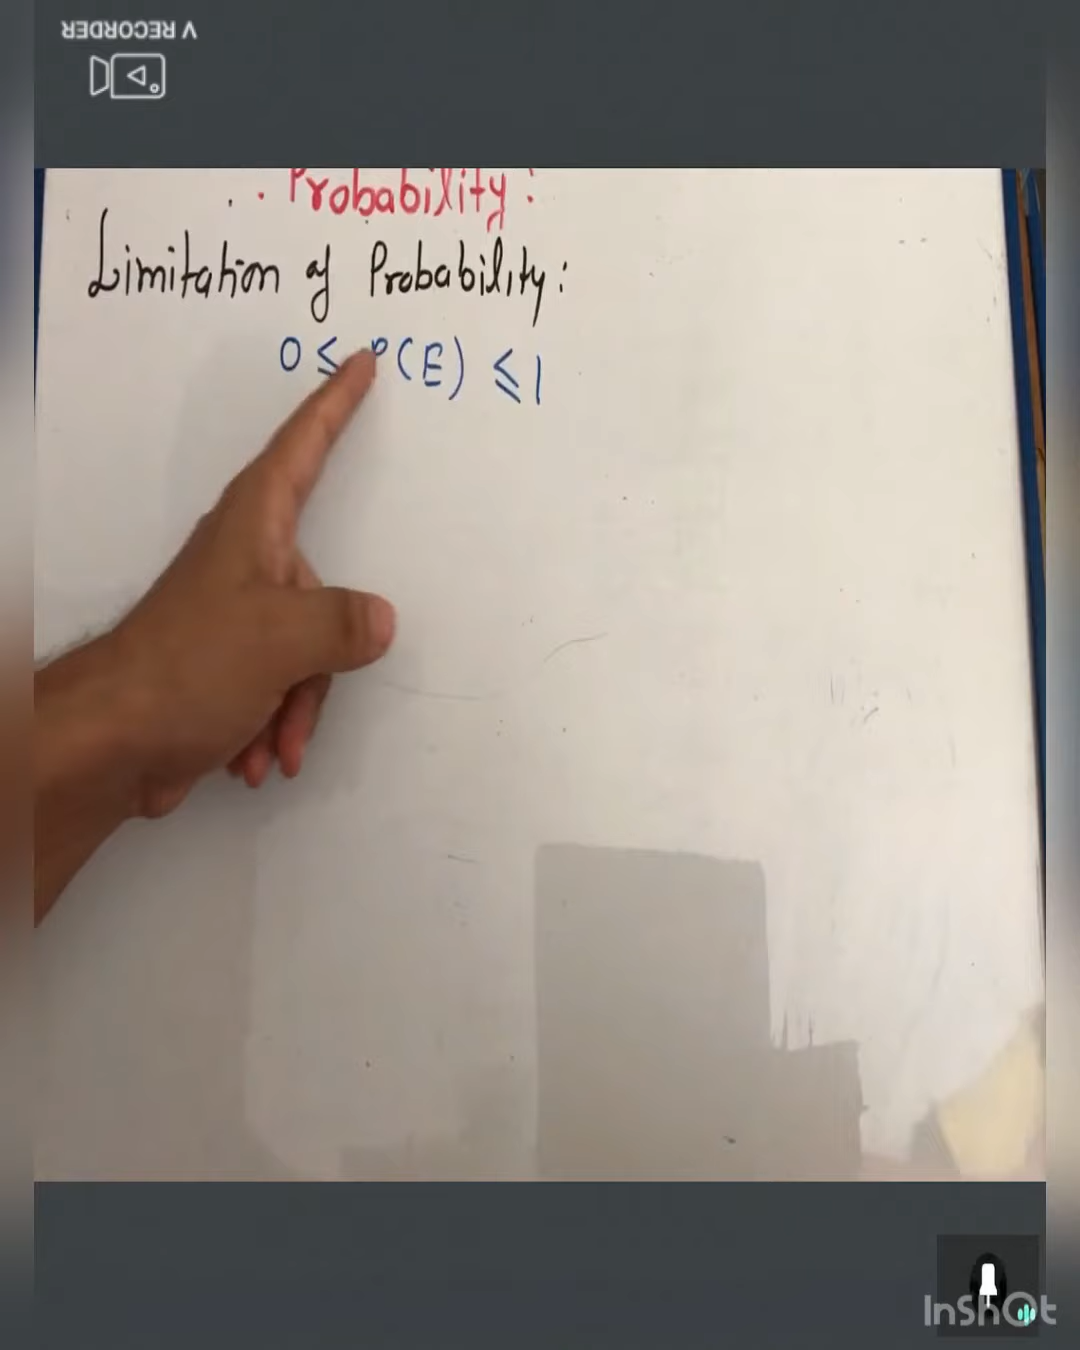 V RECORDER
Probability:
Limitation of Probability:
0 ≤ P(E) ≤ 1
InShOt